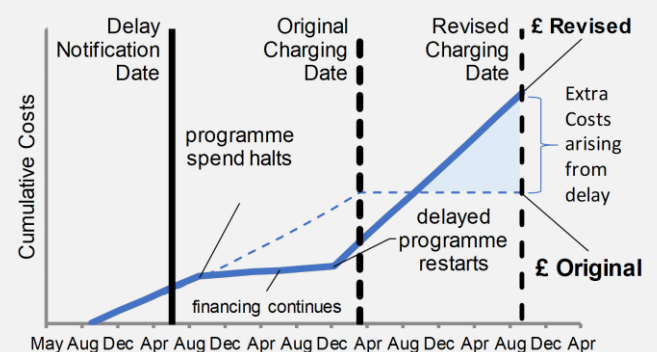 Delay
Notification
Date
Original
Charging
Date
Revised
Charging
Date
£ Revised
Cumulative Costs
programme
spend halts
Extra
Costs
arising
from
delay
delayed
programme
restarts
£ Original
financing continues
May Aug Dec Apr Aug Dec Apr Aug Dec Apr Aug Dec Apr Aug Dec Apr